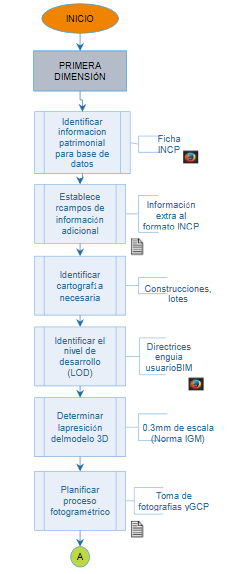 INICIO
PRIMERA
DIMENSIÓN
Identificar
informacion
patrimonial
para base de
datos
Ficha
INCP
Establece
rcampos de
información
adicional
Información
extra al
formato INCP
Identificar
cartografía
necesaria
Construcciones,
lotes
Identificar el
nivel de
desarrollo
(LOD)
Directrices
enguia
usuarioBIM
Determinar
lapresición
delmodelo 3D
0.3mm de escala
(Norma IGM)
Planificar
proceso
fotogramétrico
Toma de
fotografías yGCP
A